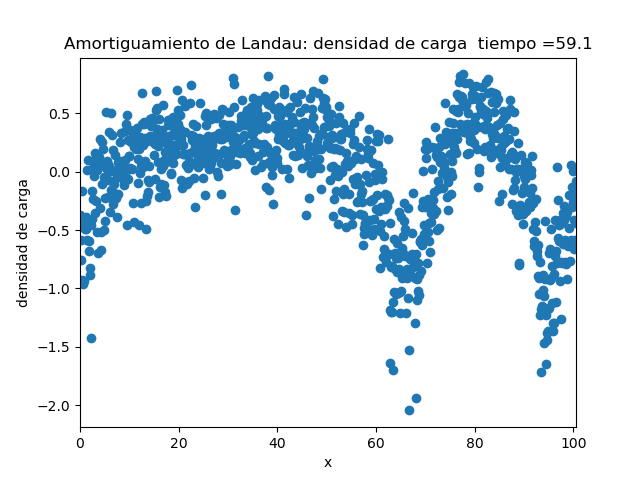 Amortiguamiento de Landau: densidad de carga  tiempo =59.1
densidad de carga
0.5
0.0
−0.5
−1.0
−1.5
−2.0
0 20 40 60 80 100
x